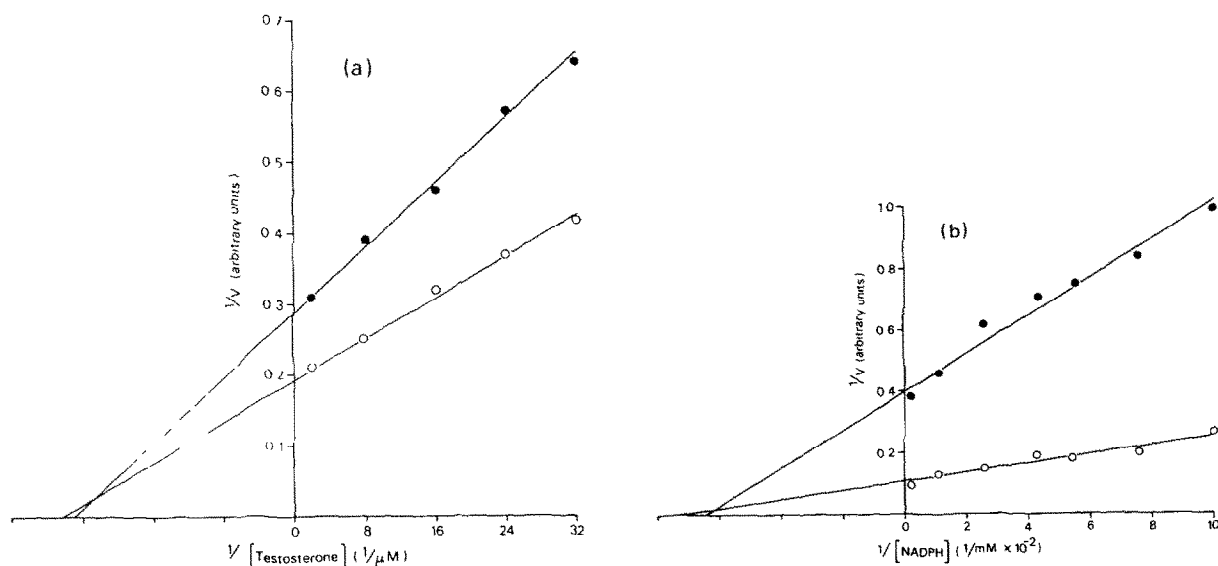 (a)
0.7
0.6
0.5
0.4
0.3
0.2
0.1
1/V (arbitrary units)
0 8 16 24 32
1/ [Testosterone] (1/μM)
(b)
1.0
0.8
0.6
0.4
0.2
1/V (arbitrary units)
0 2 4 6 8 10
1/ [NADPH] (1/mM × 10-2)